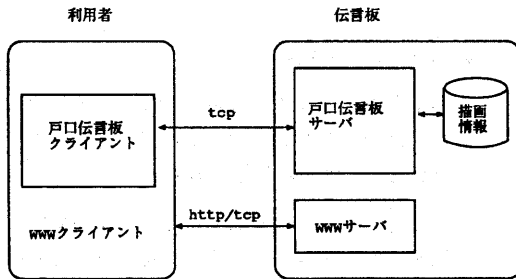 利用者
伝言板
戸口伝言板
クライアント
tcp
戸口伝言板
サーバ
描画
情報
http/tcp
WWWクライアント
WWWサーバ